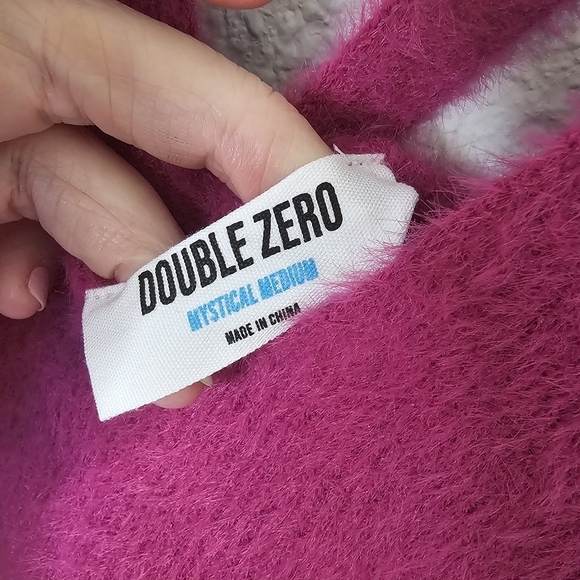 DOUBLE ZERO
MYSTICAL MEDIUM
MADE IN CHINA